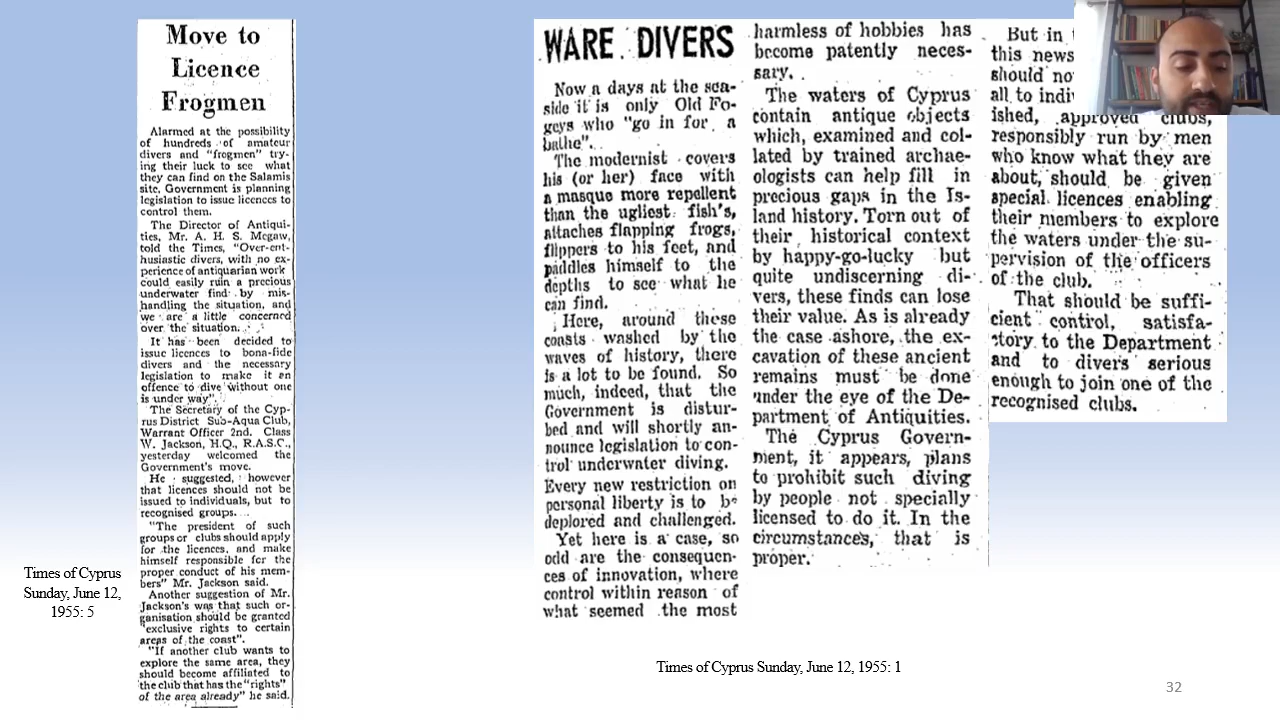 Move to
Licence
Frogmen
Alarmed at the possibility
of hundreds of amateur
divers and "frogmen" try-
ing their luck to see what
they can find on the Salamis
site, Government is planning
legislation to issue licences to
control them.
The Director of Antiqui-
ties, Mr. A. H. S. Mcgaw,
told the Times, "Over-ent-
husiastic divers, with no ex-
perience of antiquarian work
could easily ruin a precious
underwater find by mis-
handling the situation, and
we are a little concerned
over the situation.
It has been decided to
issue licences to bona-fide
divers and the necessary
legislation to make it an
offence to dive without one
is under way".
The Secretary of the Cyp-
rus District Sub-Aqua Club,
Warrant Officer 2nd. Class
W. Jackson, H.Q., R.A.S.C.,
yesterday welcomed the
Government's move.
He suggested, however
that licences should not be
issued to individuals, but to
recognised groups.
"The president of such
groups or clubs should apply
for the licences, and make
himself responsible for the
proper conduct of his mem-
bers" Mr. Jackson said.
Another suggestion of Mr.
Jackson's was that such or-
ganisation should be granted
"exclusive rights to certain
areas of the coast".
"If another club wants to
explore the same area, they
should become affiliated to
the club that has the "rights"
of the area already" he said.
Times of Cyprus
Sunday, June 12,
1955: 5
WARE DIVERS
Now a days at the sea-
side it is only Old Fo-
geys who "go in for a
bathe".
The modernist covers
his (or her) face with
a masque more repellent
than the ugliest fish's,
attaches flapping frogs,
flippers to his feet, and
paddles himself to the
depths to see what he
can find.
Here, around these
coasts washed by the
waves of history, there
is a lot to be found. So
much, indeed, that the
Government is distur-
bed and will shortly an-
nounce legislation to con-
trol underwater diving.
Every new restriction on
personal liberty is to be
deplored and challenged.
Yet here is a case, so
odd are the consequen-
ces of innovation, where
control within reason of
what seemed the most
harmless of hobbies has
become patently neces-
sary.
The waters of Cyprus
contain antique objects
which, examined and col-
lated by trained archae-
ologists can help fill in
precious gaps in the Is-
land history. Torn out of
their historical context
by happy-go-lucky but
quite undiscerning di-
vers, these finds can lose
their value. As is already
the case ashore, the ex-
cavation of these ancient
remains must be done
under the eye of the De-
partment of Antiquities.
The Cyprus Govern-
ment, it appears, plans
to prohibit such diving
by people not specially
licensed to do it. In the
circumstances, that is
proper.
But in
this news
should no
all to indi
ished, approved clubs,
responsibly run by men
who know what they are
about, should be given
special licences enabling
their members to explore
the waters under the su-
pervision of the officers
of the club.
That should be suffi-
cient control, satisfa-
ctory to the Department
and to divers serious
enough to join one of the
recognised clubs.
Times of Cyprus Sunday, June 12, 1955: 1
32